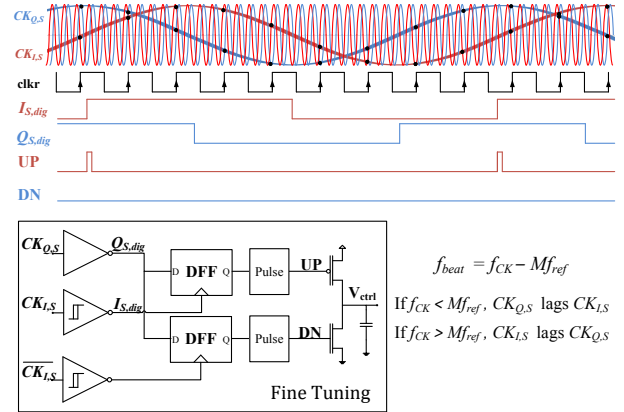 CK_{Q,S}
CK_{I,S}
clkr
I_{S,dig}
Q_{S,dig}
UP
DN
CK_{Q,S} Q_{S,dig}
D DFF Q Pulse UP
CK_{I,S} I_{S,dig}
V_{ctrl}
D DFF Q Pulse DN
\overline{CK_{I,S}}
Fine Tuning
f_{beat} = f_{CK} − Mf_{ref}
If f_{CK} < Mf_{ref} , CK_{Q,S} lags CK_{I,S}
If f_{CK} > Mf_{ref} , CK_{I,S} lags CK_{Q,S}